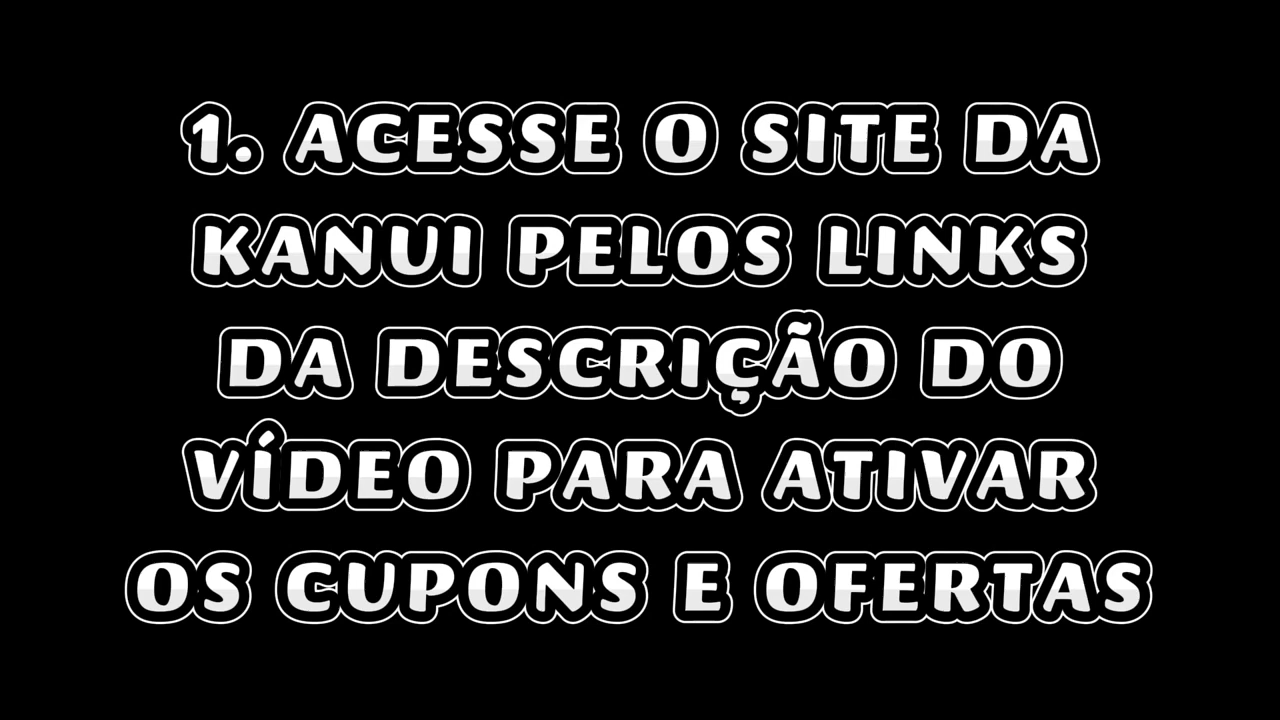 1. ACESSE O SITE DA
KANUI PELOS LINKS
DA DESCRIÇÃO DO
VÍDEO PARA ATIVAR
OS CUPONS E OFERTAS